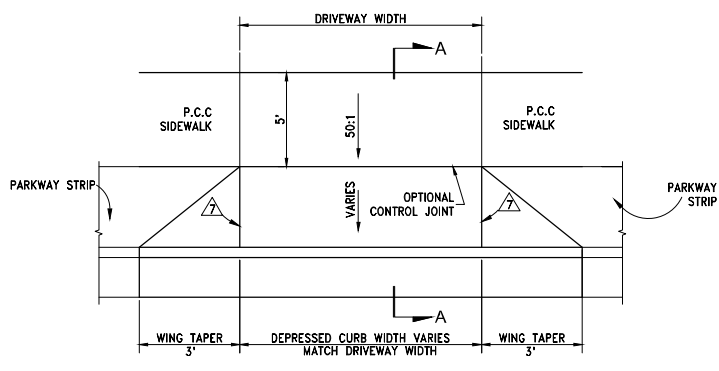 DRIVEWAY WIDTH
A
P.C.C
SIDEWALK
5'
50:1
P.C.C
SIDEWALK
PARKWAY STRIP
7
VARIES
OPTIONAL
CONTROL JOINT
7
PARKWAY
STRIP
A
WING TAPER
3'
DEPRESSED CURB WIDTH VARIES
MATCH DRIVEWAY WIDTH
WING TAPER
3'